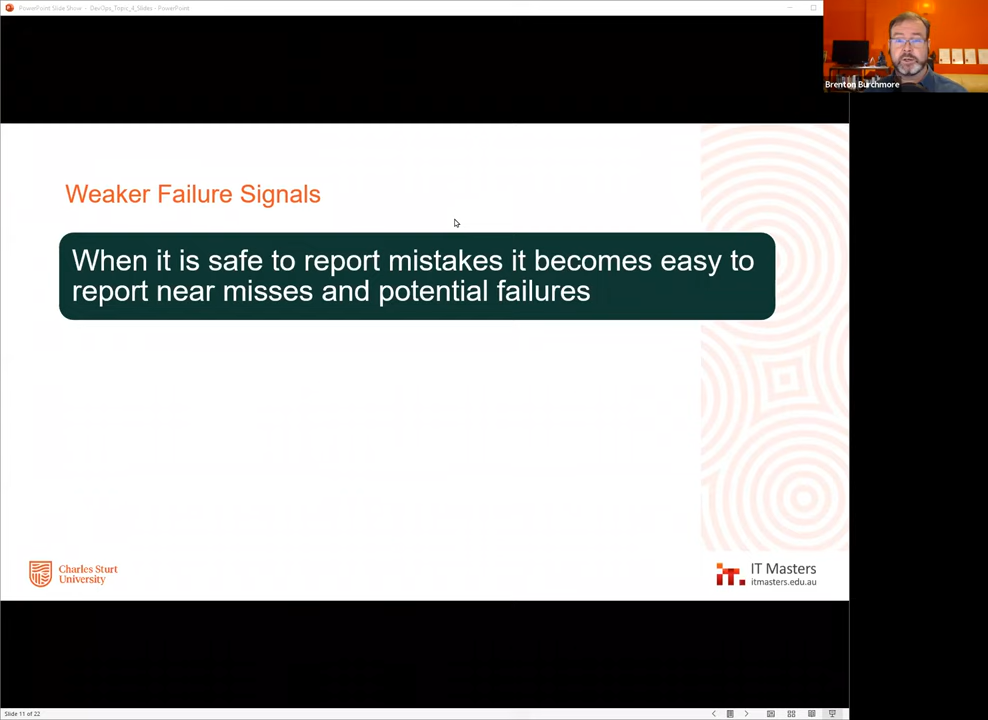 PowerPoint Slide Show - DevOps_Topic_4_Slides - PowerPoint
Brenton Burchmore
Weaker Failure Signals
When it is safe to report mistakes it becomes easy to
report near misses and potential failures
Charles Sturt
University
it.
IT Masters
itmasters.edu.au
Slide 11 of 22